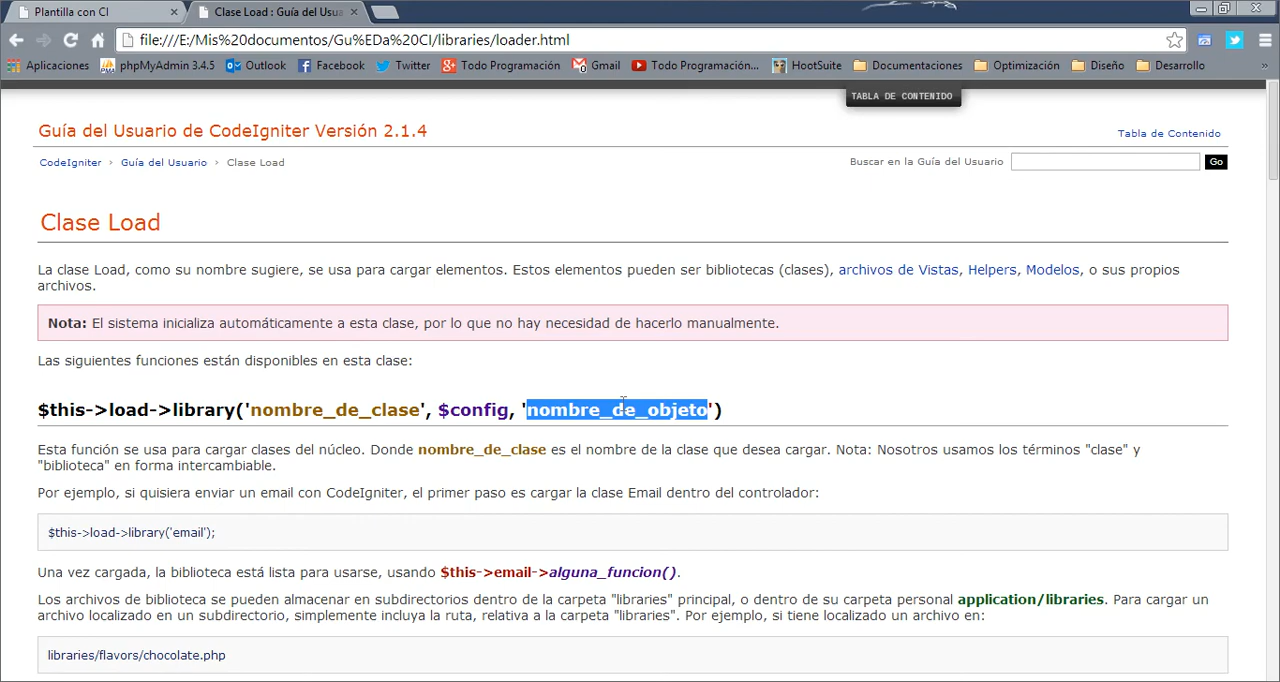 Plantilla con CI
Clase Load : Guía del Usua
file:///E:/Mis%20documentos/Gu%EDa%20CI/libraries/loader.html
Aplicaciones phpMyAdmin 3.4.5 Outlook Facebook Twitter Todo Programación Gmail Todo Programación... HootSuite Documentaciones Optimización Diseño Desarrollo »
TABLA DE CONTENIDO
Guía del Usuario de CodeIgniter Versión 2.1.4
Tabla de Contenido
CodeIgniter › Guía del Usuario › Clase Load
Buscar en la Guía del Usuario Go
Clase Load
La clase Load, como su nombre sugiere, se usa para cargar elementos. Estos elementos pueden ser bibliotecas (clases), archivos de Vistas, Helpers, Modelos, o sus propios
archivos.
Nota: El sistema inicializa automáticamente a esta clase, por lo que no hay necesidad de hacerlo manualmente.
Las siguientes funciones están disponibles en esta clase:
$this->load->library('nombre_de_clase', $config, 'nombre_de_objeto')
Esta función se usa para cargar clases del núcleo. Donde nombre_de_clase es el nombre de la clase que desea cargar. Nota: Nosotros usamos los términos "clase" y
"biblioteca" en forma intercambiable.
Por ejemplo, si quisiera enviar un email con CodeIgniter, el primer paso es cargar la clase Email dentro del controlador:
$this->load->library('email');
Una vez cargada, la biblioteca está lista para usarse, usando $this->email->alguna_funcion().
Los archivos de biblioteca se pueden almacenar en subdirectorios dentro de la carpeta "libraries" principal, o dentro de su carpeta personal application/libraries. Para cargar un
archivo localizado en un subdirectorio, simplemente incluya la ruta, relativa a la carpeta "libraries". Por ejemplo, si tiene localizado un archivo en:
libraries/flavors/chocolate.php